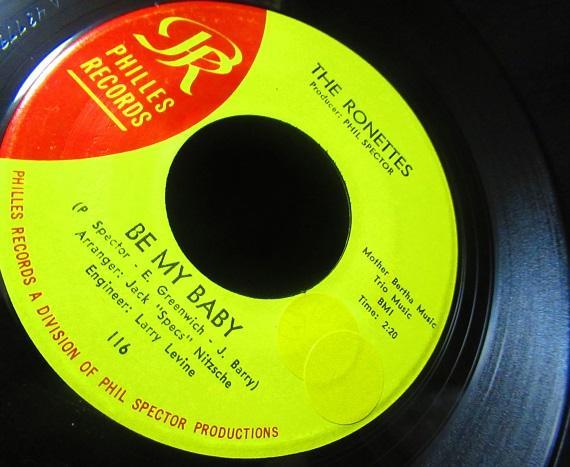 PR
PHILLES
RECORDS
THE RONETTES
Producer: PHIL SPECTOR
Mother Bertha Music
Trio Music
BMI
Time: 2:20
BE MY BABY
(P. Spector - E. Greenwich - J. Barry)
Arranger: Jack "Specs" Nitzsche
Engineer: Larry Levine
116
PHILLES RECORDS A DIVISION OF PHIL SPECTOR PRODUCTIONS